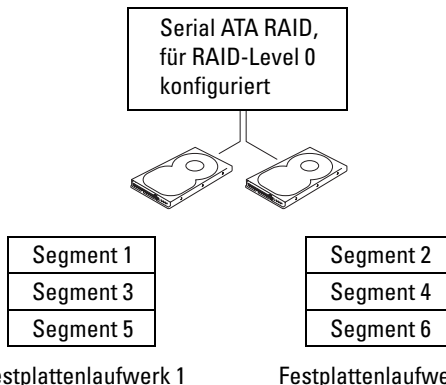 Serial ATA RAID,
für RAID-Level 0
konfiguriert
Segment 1
Segment 3
Segment 5
Segment 2
Segment 4
Segment 6
estplattenlaufwerk 1
Festplattenlaufwe